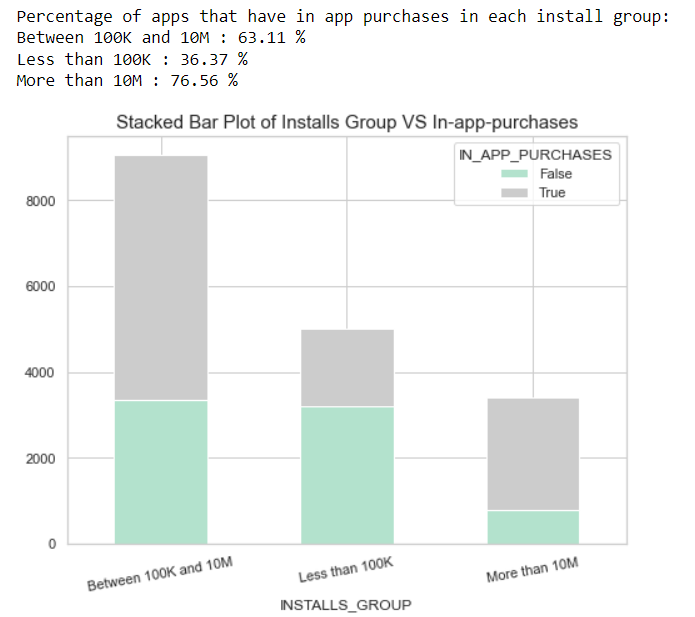 Percentage of apps that have in app purchases in each install group:
Between 100K and 10M : 63.11 %
Less than 100K : 36.37 %
More than 10M : 76.56 %
Stacked Bar Plot of Installs Group VS In-app-purchases
IN_APP_PURCHASES
False
True
8000
6000
4000
2000
0
Between 100K and 10M
Less than 100K
More than 10M
INSTALLS_GROUP